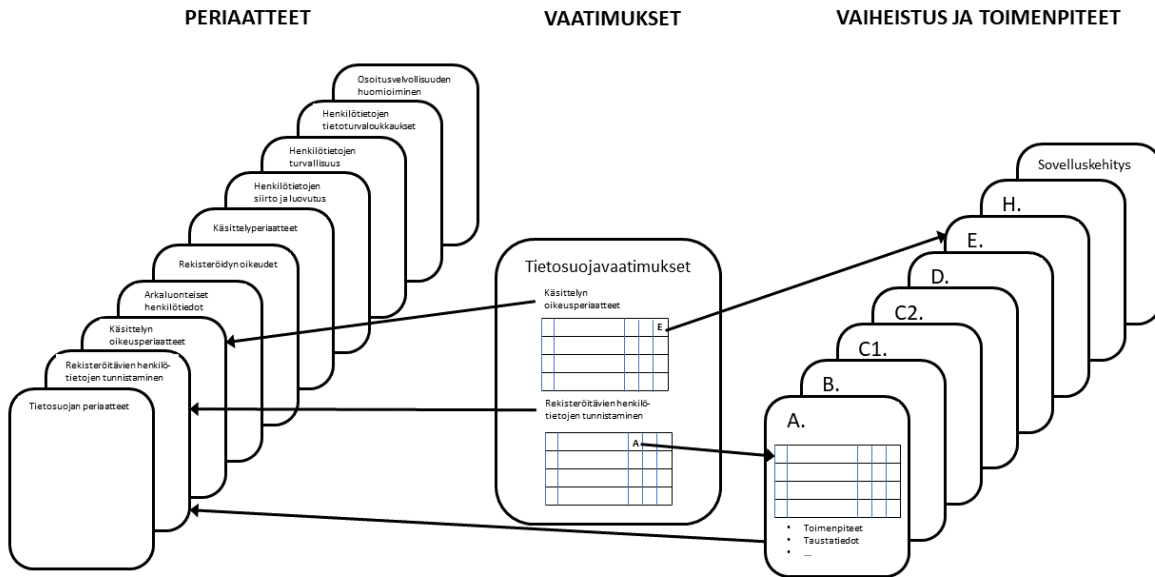 PERIAATTEET
VAATIMUKSET
VAIHEISTUS JA TOIMENPITEET
Osoitusvelvollisuuden
huomioiminen
Henkilötietojen
tietoturvaloukkaukset
Henkilötietojen
turvallisuus
Henkilötietojen
siirto ja luovutus
Käsittelyperiaatteet
Rekisteröidyn oikeudet
Arkaluonteiset
henkilötiedot
Käsittelyn
oikeusperiaatteet
Rekisteröitävien henkilö-
tietojen tunnistaminen
Tietosuojan periaatteet
Tietosuojavaatimukset
Käsittelyn
oikeusperiaatteet
E
Rekisteröitävien henkilö-
tietojen tunnistaminen
A
Sovelluskehitys
H.
E.
D.
C2.
C1.
B.
A.
• Toimenpiteet
• Taustatiedot
• ...